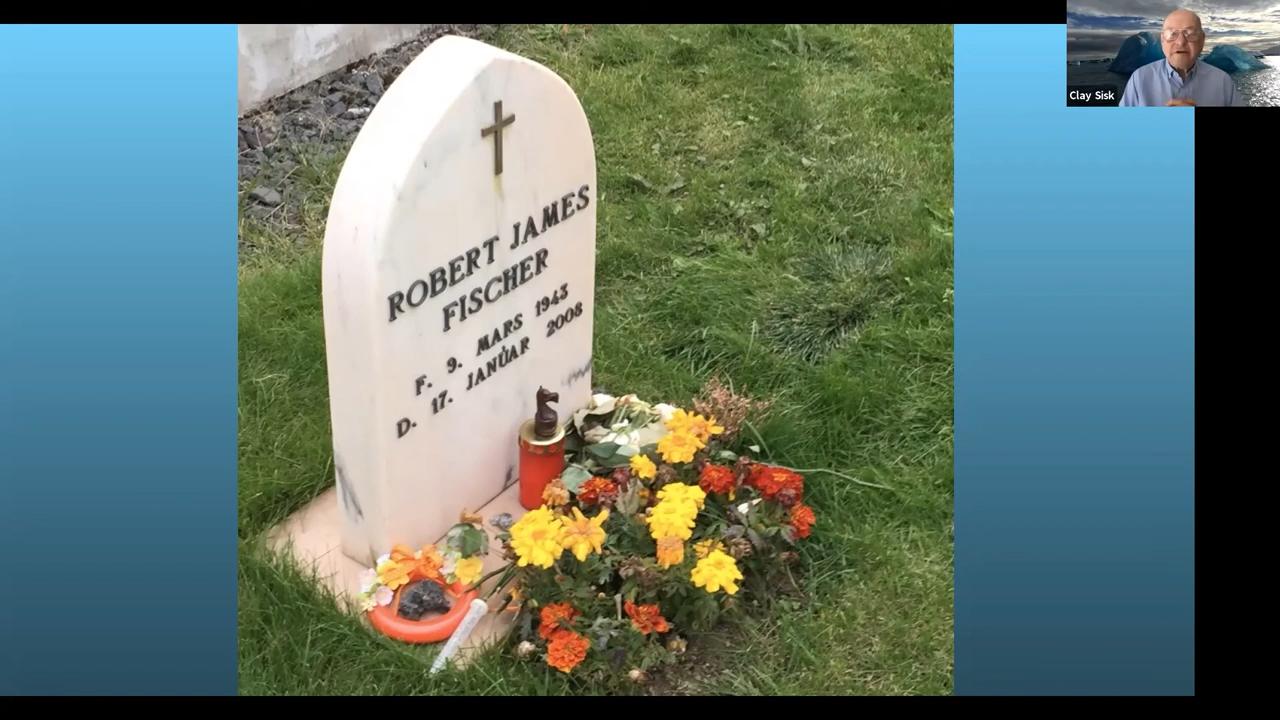 ROBERT JAMES
FISCHER
F. 9. MARS 1943
D. 17. JANÚAR 2008
Clay Sisk